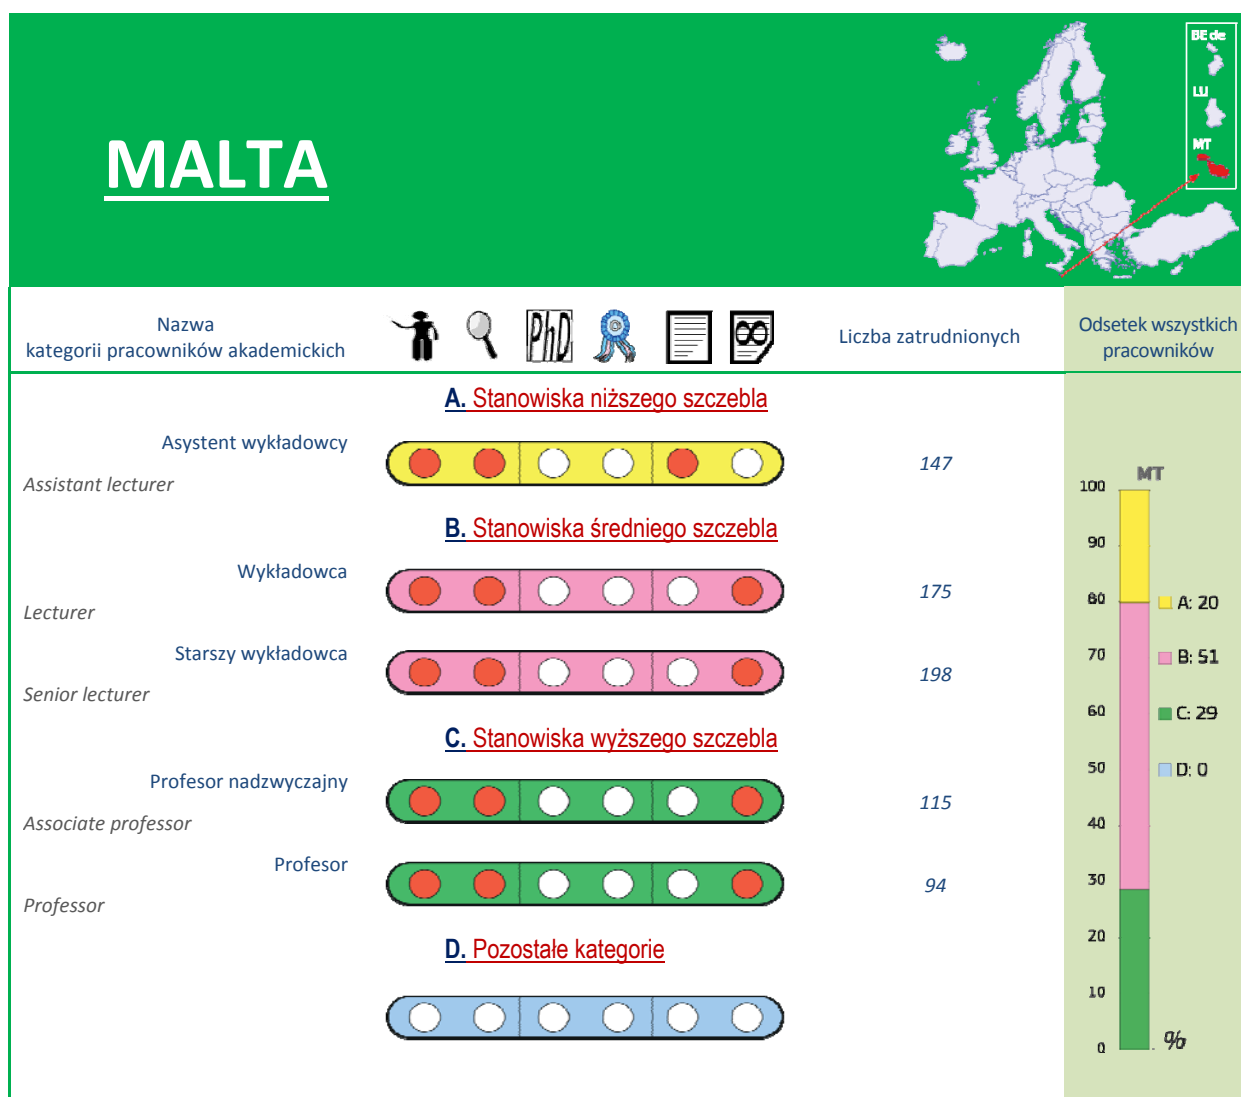 MALTA
BE de
LU
MT
Nazwa
kategorii pracowników akademickich
PhD
8
Liczba zatrudnionych
Odsetek wszystkich
pracowników
A. Stanowiska niższego szczebla
Asystent wykładowcy
Assistant lecturer
147
B. Stanowiska średniego szczebla
Wykładowca
Lecturer
175
Starszy wykładowca
Senior lecturer
198
C. Stanowiska wyższego szczebla
Profesor nadzwyczajny
Associate professor
115
Profesor
Professor
94
D. Pozostałe kategorie
MT
100
90
80
70
60
50
40
30
20
10
0
%
A: 20
B: 51
C: 29
D: 0